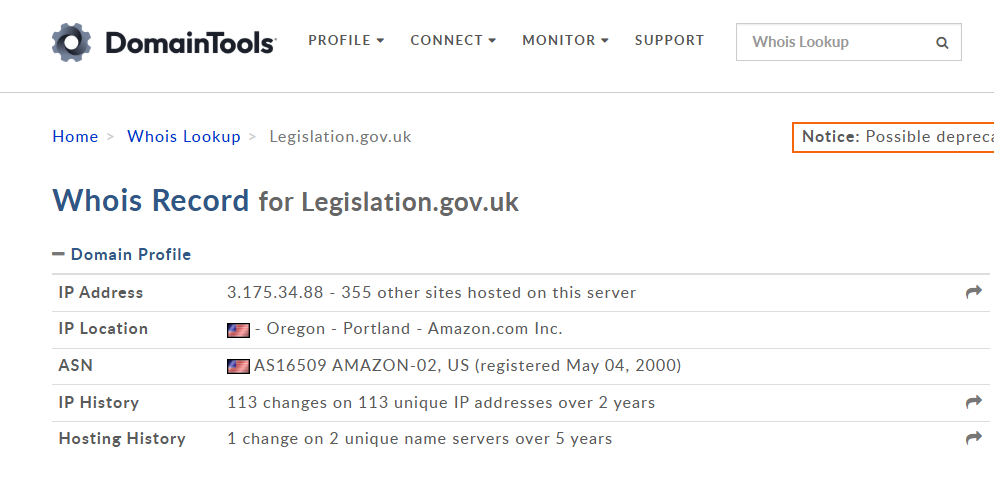 DomainTools PROFILE CONNECT MONITOR SUPPORT Whois Lookup
Home > Whois Lookup > Legislation.gov.uk
Notice: Possible depreca
Whois Record for Legislation.gov.uk
Domain Profile
IP Address 3.175.34.88 - 355 other sites hosted on this server
IP Location - Oregon - Portland - Amazon.com Inc.
ASN AS16509 AMAZON-02, US (registered May 04, 2000)
IP History 113 changes on 113 unique IP addresses over 2 years
Hosting History 1 change on 2 unique name servers over 5 years